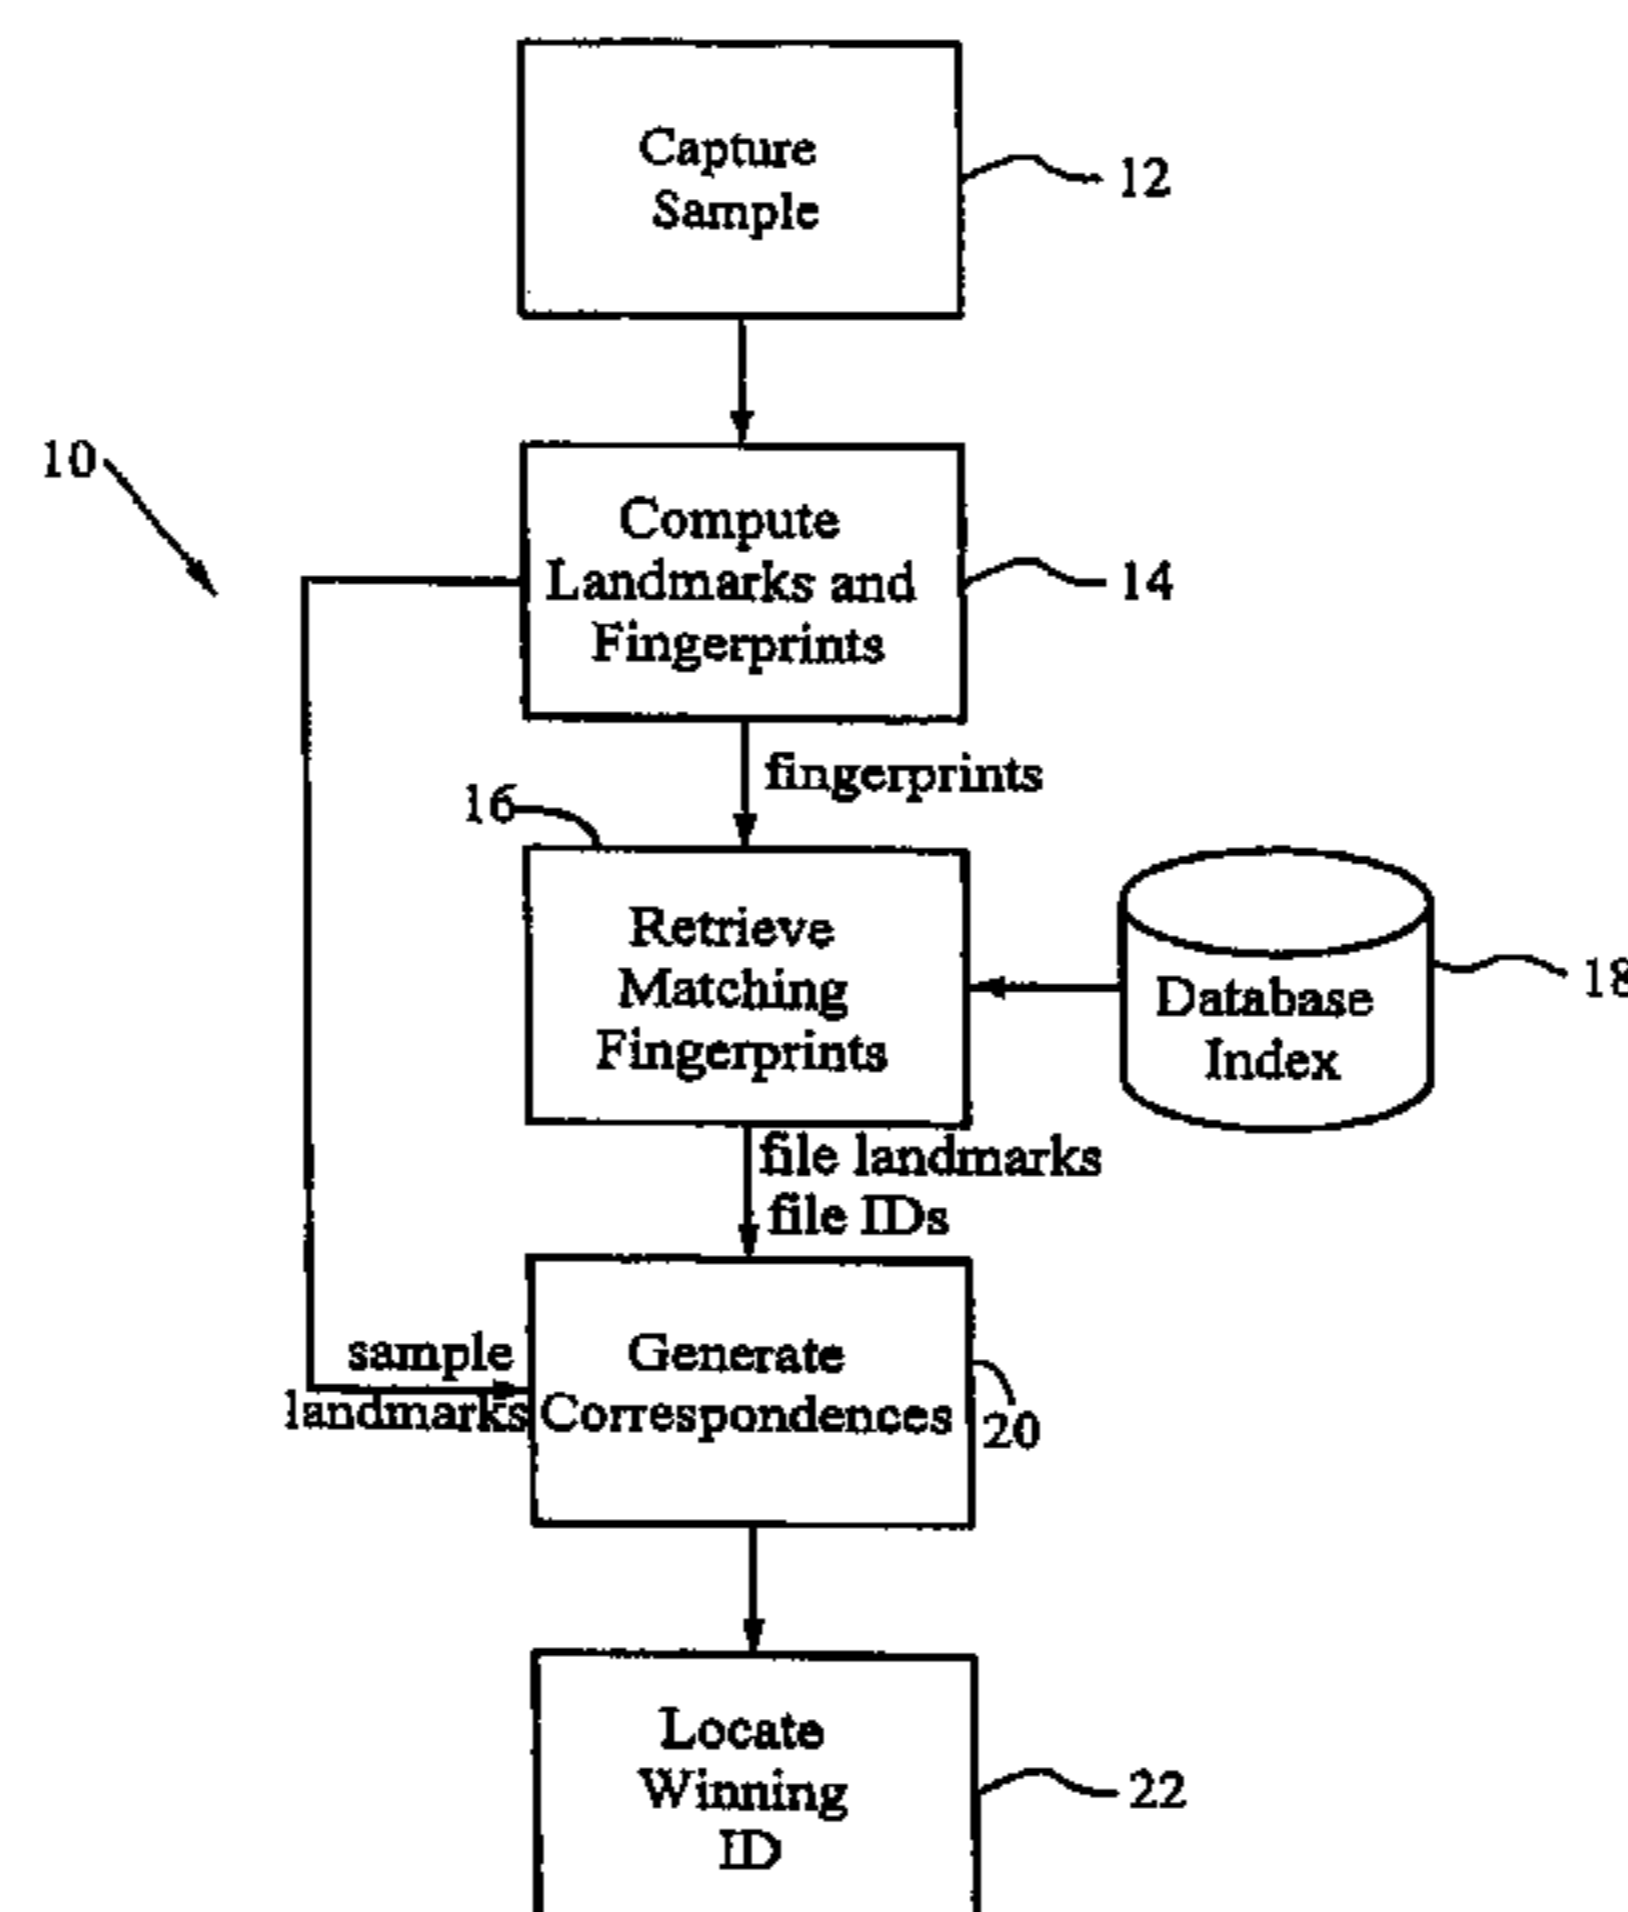 Capture
Sample
12
10
Compute
Landmarks and
Fingerprints
14
fingerprints
16
Retrieve
Matching
Fingerprints
Database
Index
18
file landmarks
file IDs
sample
landmarks
Generate
Correspondences
20
Locate
Winning
ID
22